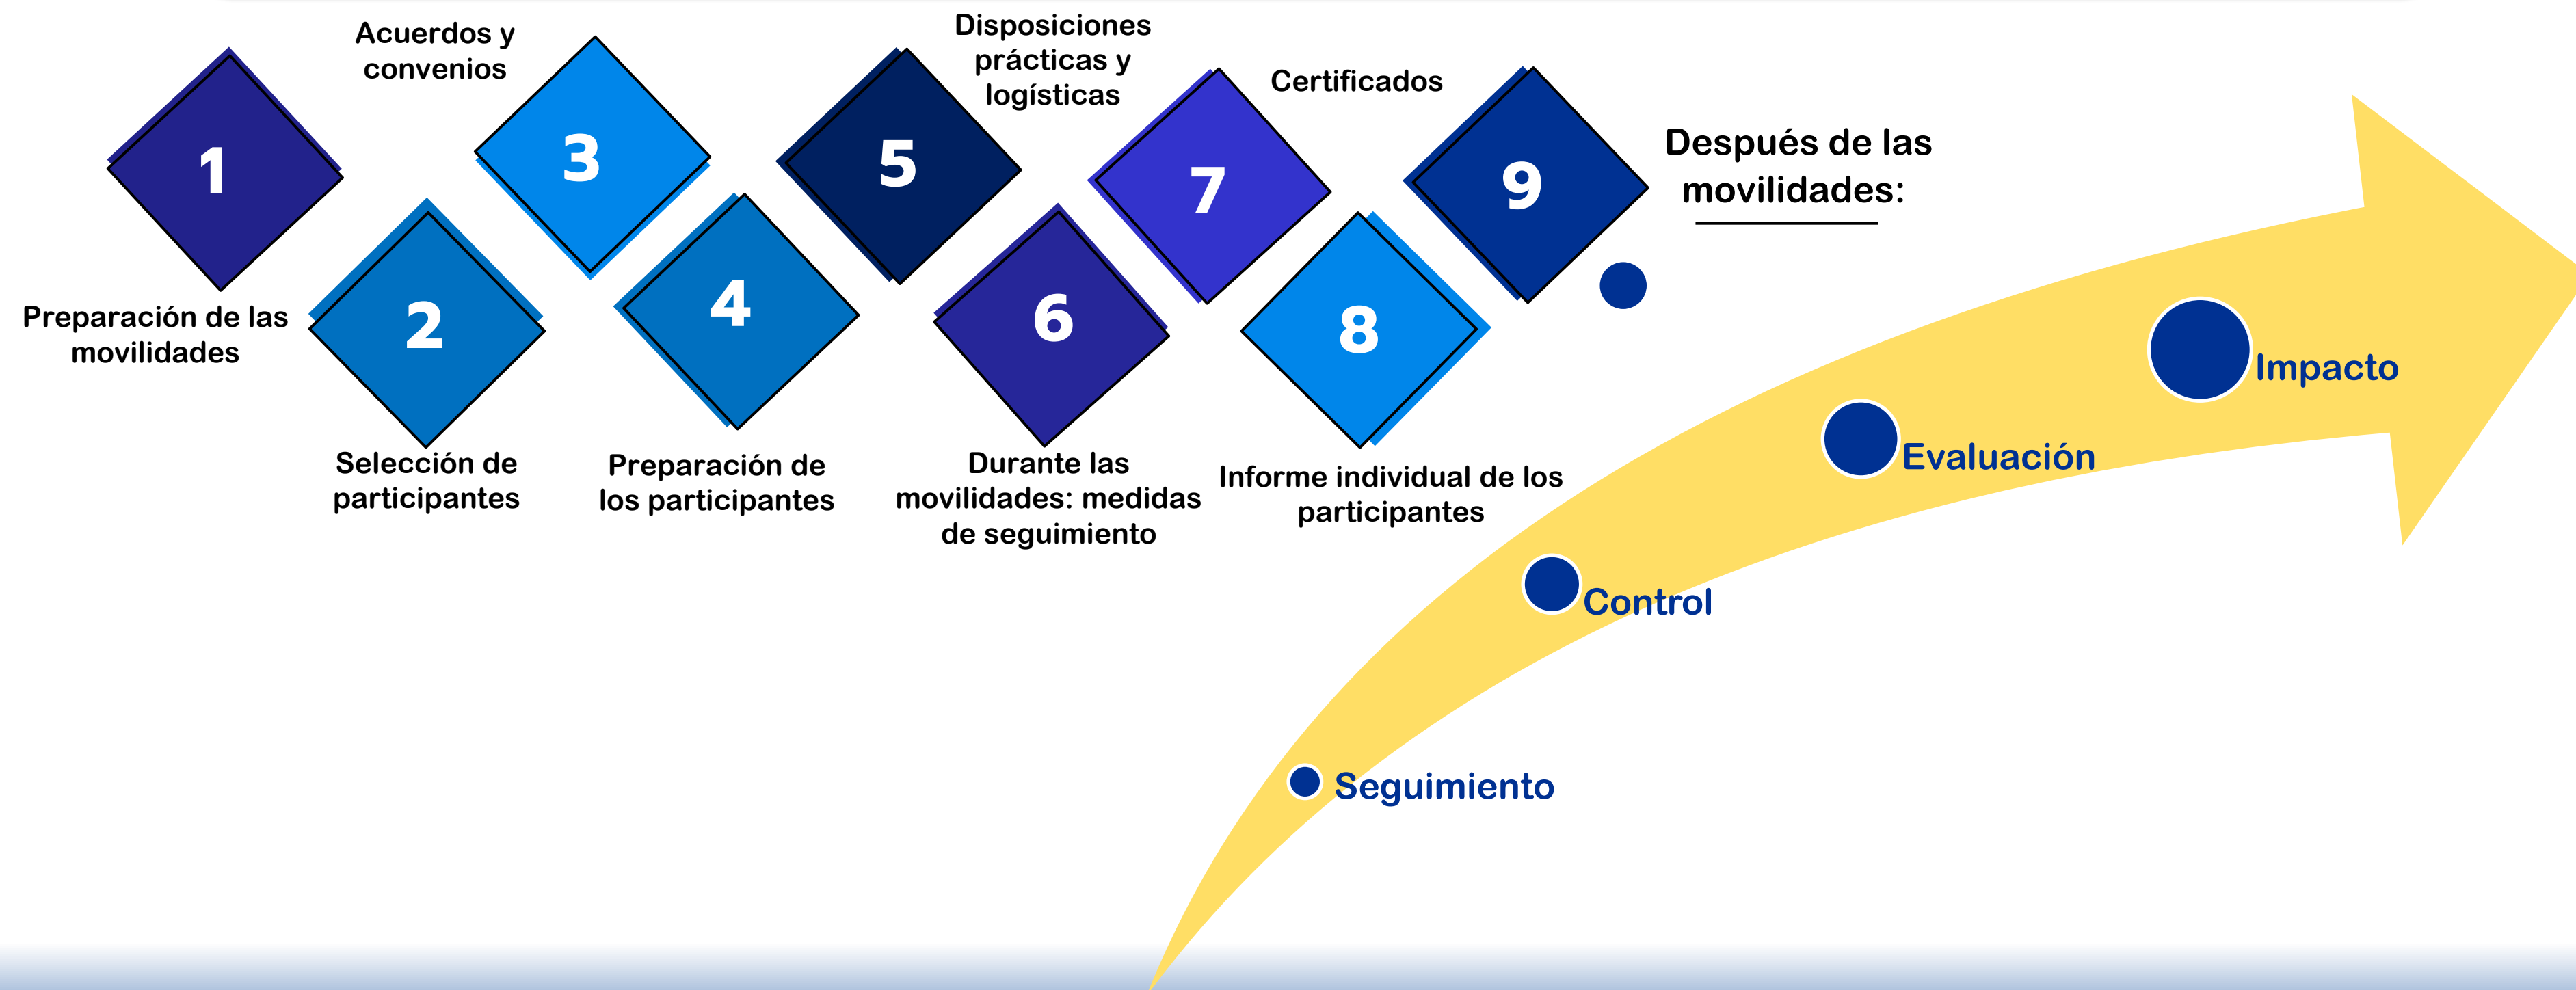 1
Preparación de las
movilidades
2
Selección de
participantes
Acuerdos y
convenios
3
4
Preparación de
los participantes
5
Disposiciones
prácticas y
logísticas
6
Durante las
movilidades: medidas
de seguimiento
7
Certificados
8
Informe individual de los
participantes
9
Después de las
movilidades:
Seguimiento
Control
Evaluación
Impacto